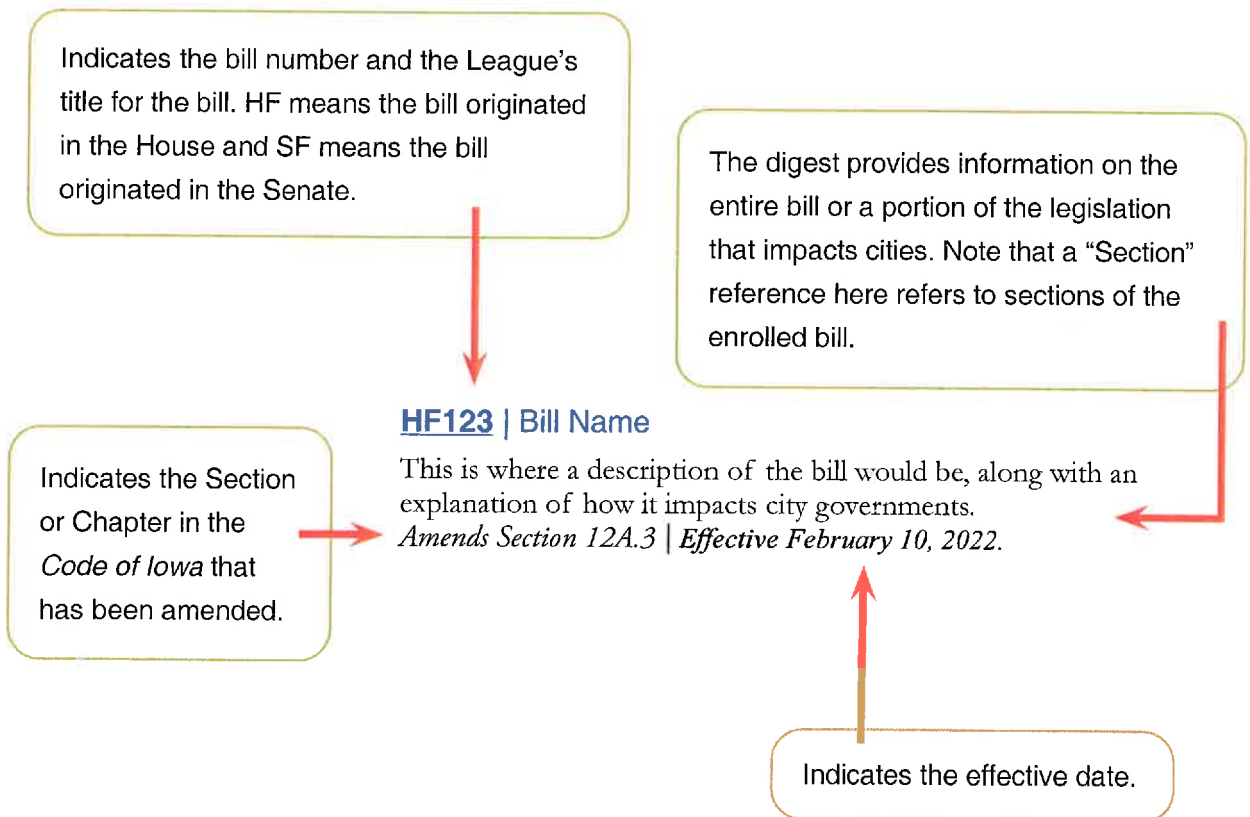 Indicates the bill number and the League's
title for the bill. HF means the bill originated
in the House and SF means the bill
originated in the Senate.
The digest provides information on the
entire bill or a portion of the legislation
that impacts cities. Note that a “Section”
reference here refers to sections of the
enrolled bill.
HF123 | Bill Name
This is where a description of the bill would be, along with an
explanation of how it impacts city governments.
Amends Section 12A.3 | Effective February 10, 2022.
Indicates the Section
or Chapter in the
Code of Iowa that
has been amended.
Indicates the effective date.